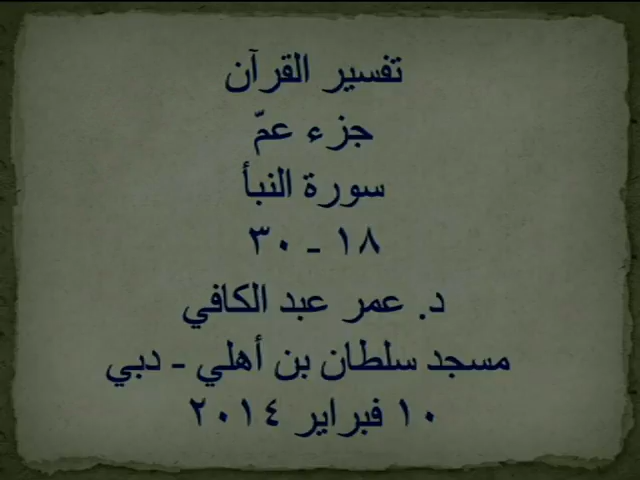 تفسير القرآن
جزء عمّ
سورة النبأ
١٨ - ٣٠
د. عمر عبد الكافي
مسجد سلطان بن أهلي - دبي
١٠ فبراير ٢٠١٤